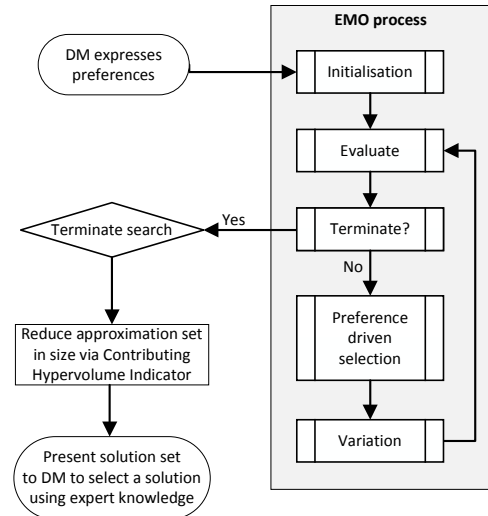 EMO process
DM expresses
preferences
Initialisation
Evaluate
Terminate?
Yes
Terminate search
No
Reduce approximation set
in size via Contributing
Hypervolume Indicator
Preference
driven
selection
Variation
Present solution set
to DM to select a solution
using expert knowledge